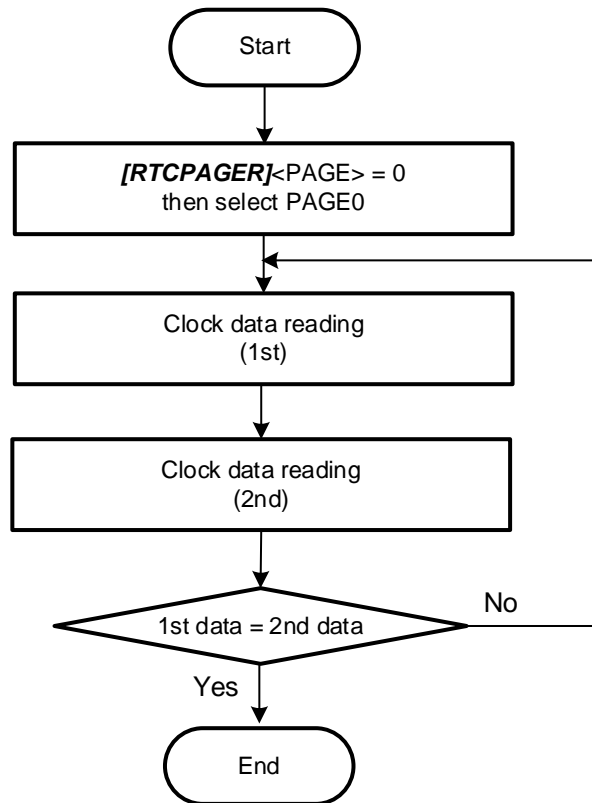 Start
[RTCPAGER]<PAGE> = 0
then select PAGE0
Clock data reading
(1st)
Clock data reading
(2nd)
1st data = 2nd data
No
Yes
End